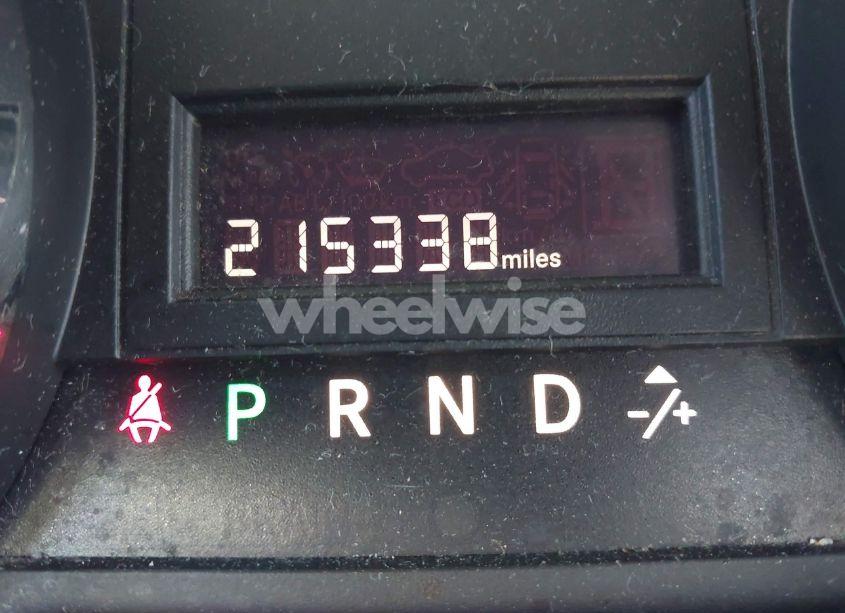 215338 miles
wheelwise
P R N D -/+